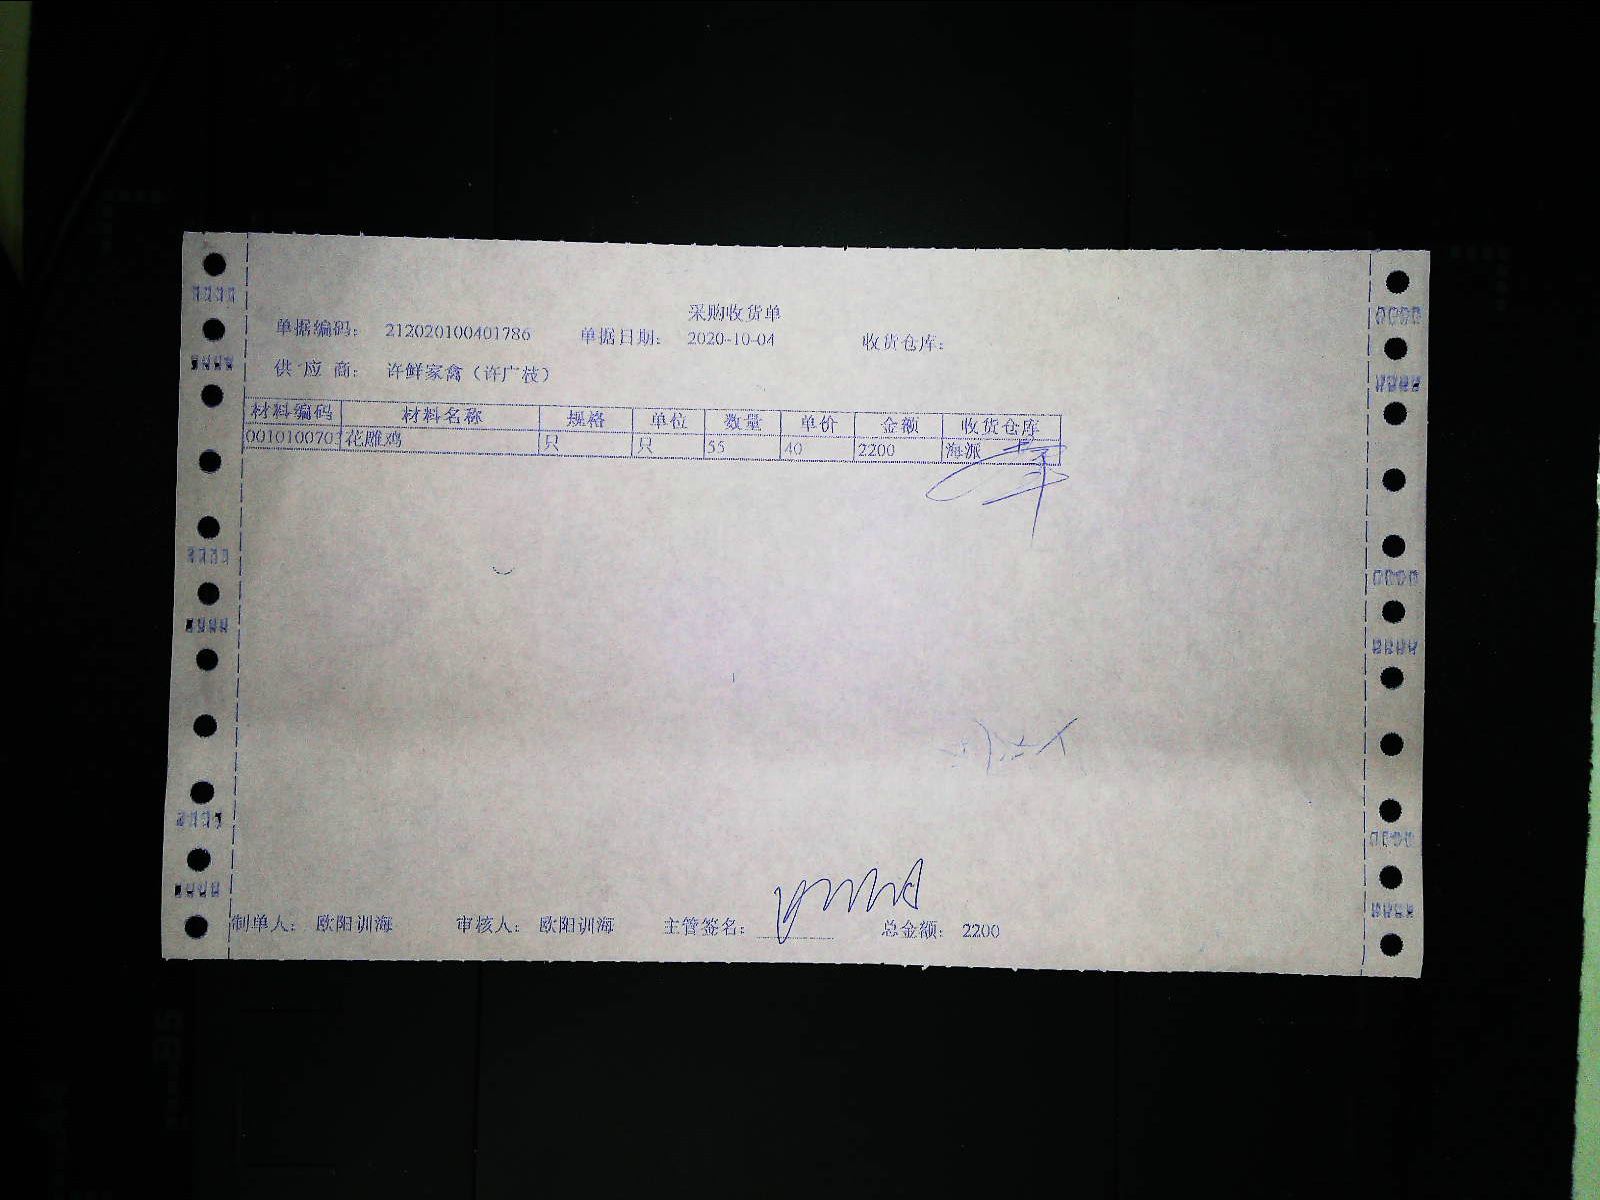 采购收货单
单据编码: 212020100401786 单据日期: 2020-10-04 收货仓库:
供 应 商: 许鲜家禽（许广枝）
材料编码 材料名称 规格 单位 数量 单价 金额 收货仓库
花雕鸡 只 只 55 40 2200 海派
制单人: 欧阳训海 审核人: 欧阳训海 主管签名: 总金额: 2200